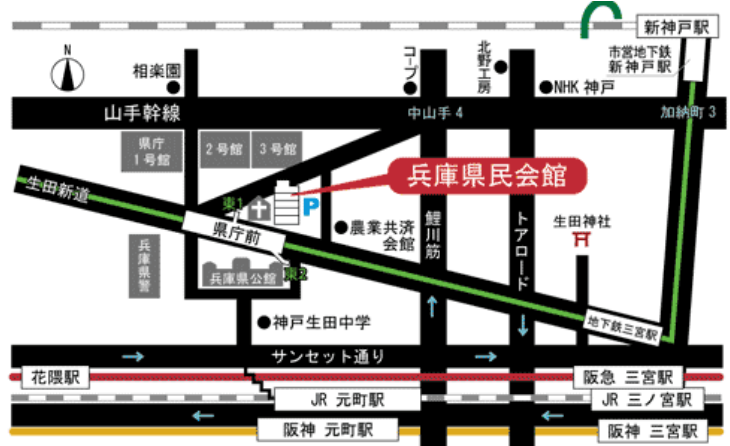 新神戸駅
N
市営地下鉄
新神戸駅
相楽園
コープ
北野工房
NHK 神戸
山手幹線
中山手4
加納町3
県庁
1号館
2号館
3号館
兵庫県民会館
生田新道
東1
P
県庁前
農業共済
会館
鯉川筋
トアロード
生田神社
兵庫県警
兵庫県公館
東2
神戸生田中学
地下鉄三宮駅
サンセット通り
花隈駅
阪急 三宮駅
JR 元町駅
JR 三ノ宮駅
阪神 元町駅
阪神 三宮駅